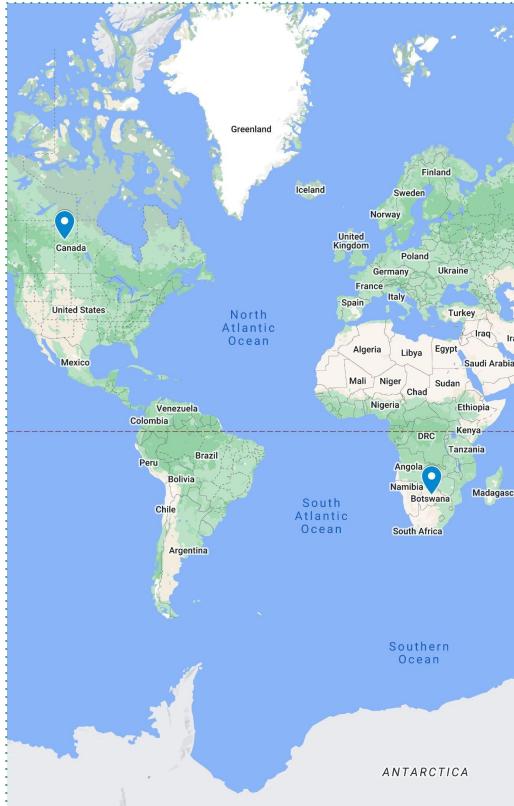 Greenland
Iceland
Finland
Sweden
Norway
Canada
United
Kingdom
Poland
Germany
Ukraine
France
Italy
Spain
United States
North
Atlantic
Ocean
Turkey
Iraq
Algeria
Libya
Egypt
Saudi Arabia
Mexico
Mali
Niger
Chad
Sudan
Nigeria
Ethiopia
Venezuela
Colombia
Kenya
DRC
Tanzania
Peru
Brazil
Angola
Bolivia
Namibia
Botswana
Madagasc
Chile
South
Atlantic
Ocean
South Africa
Argentina
Southern
Ocean
ANTARCTICA